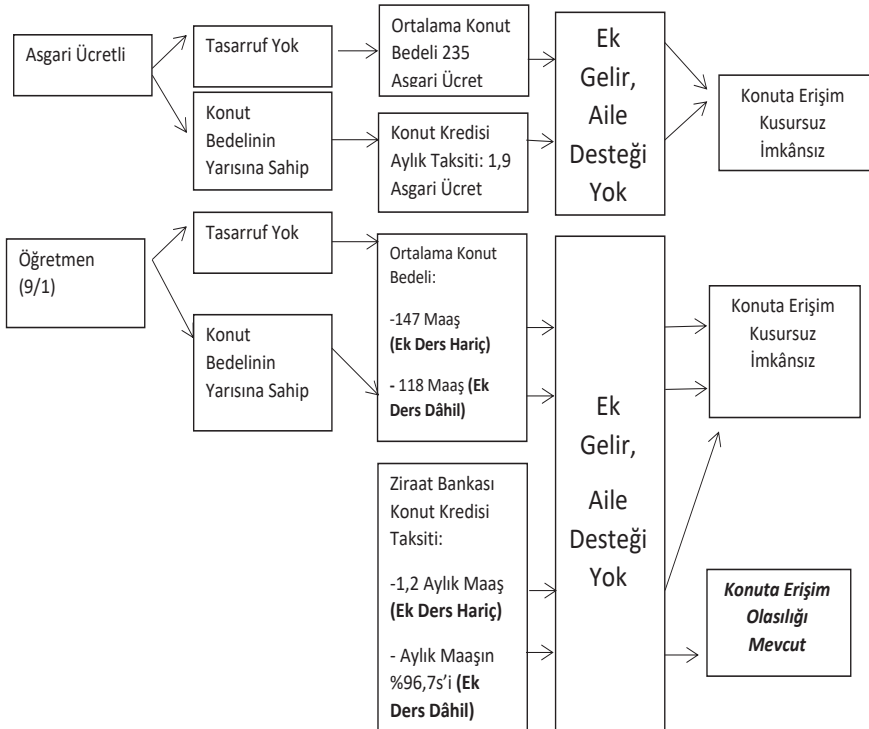 Asgari Ücretli
Tasarruf Yok
Konut
Bedelinin
Yarısına Sahip
Ortalama Konut
Bedeli 235
Asgari Ücret
Konut Kredisi
Aylık Taksiti: 1,9
Asgari Ücret
Ek
Gelir,
Aile
Desteği
Yok
Konuta Erişim
Kusursuz
İmkânsız
Öğretmen
(9/1)
Tasarruf Yok
Konut
Bedelinin
Yarısına Sahip
Ortalama Konut
Bedeli:
-147 Maaş
(Ek Ders Hariç)
- 118 Maaş (Ek
Ders Dâhil)
Ziraat Bankası
Konut Kredisi
Taksiti:
-1,2 Aylık Maaş
(Ek Ders Hariç)
- Aylık Maaşın
%96,7s'i (Ek
Ders Dâhil)
Ek
Gelir,
Aile
Desteği
Yok
Konuta Erişim
Kusursuz
İmkânsız
Konuta Erişim
Olasılığı
Mevcut